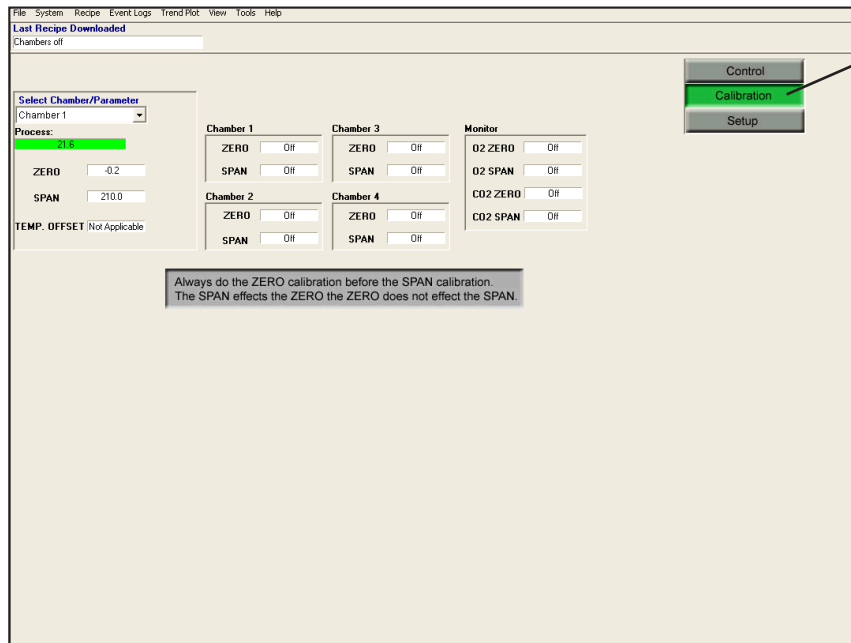 File System Recipe Event Logs Trend Plot View Tools Help
Last Recipe Downloaded
Chambers off
Control
Calibration
Setup
Select Chamber/Parameter
Chamber 1
Process:
21.6
ZERO -0.2
SPAN 210.0
TEMP. OFFSET Not Applicable
Chamber 1
ZERO Off
SPAN Off
Chamber 2
ZERO Off
SPAN Off
Chamber 3
ZERO Off
SPAN Off
Chamber 4
ZERO Off
SPAN Off
Monitor
O2 ZERO Off
O2 SPAN Off
CO2 ZERO Off
CO2 SPAN Off
Always do the ZERO calibration before the SPAN calibration.
The SPAN effects the ZERO the ZERO does not effect the SPAN.